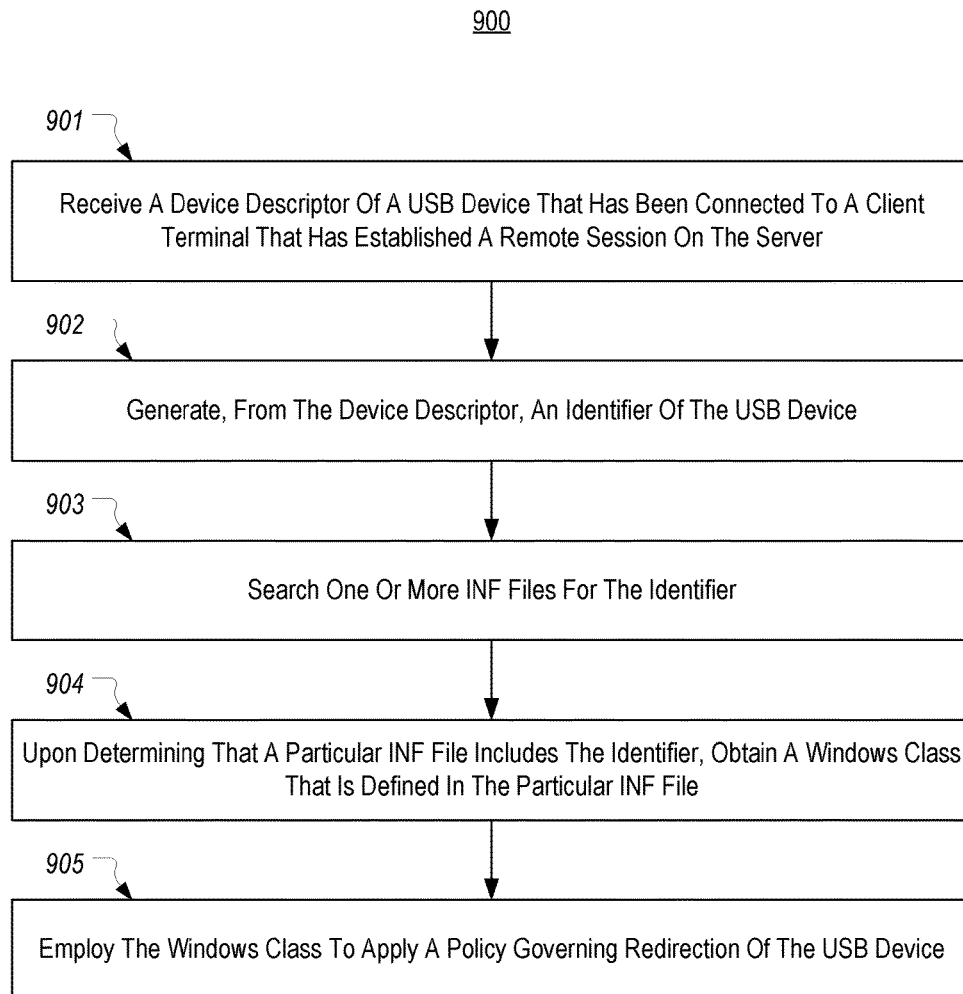 900
901
Receive A Device Descriptor Of A USB Device That Has Been Connected To A Client
Terminal That Has Established A Remote Session On The Server
902
Generate, From The Device Descriptor, An Identifier Of The USB Device
903
Search One Or More INF Files For The Identifier
904
Upon Determining That A Particular INF File Includes The Identifier, Obtain A Windows Class
That Is Defined In The Particular INF File
905
Employ The Windows Class To Apply A Policy Governing Redirection Of The USB Device